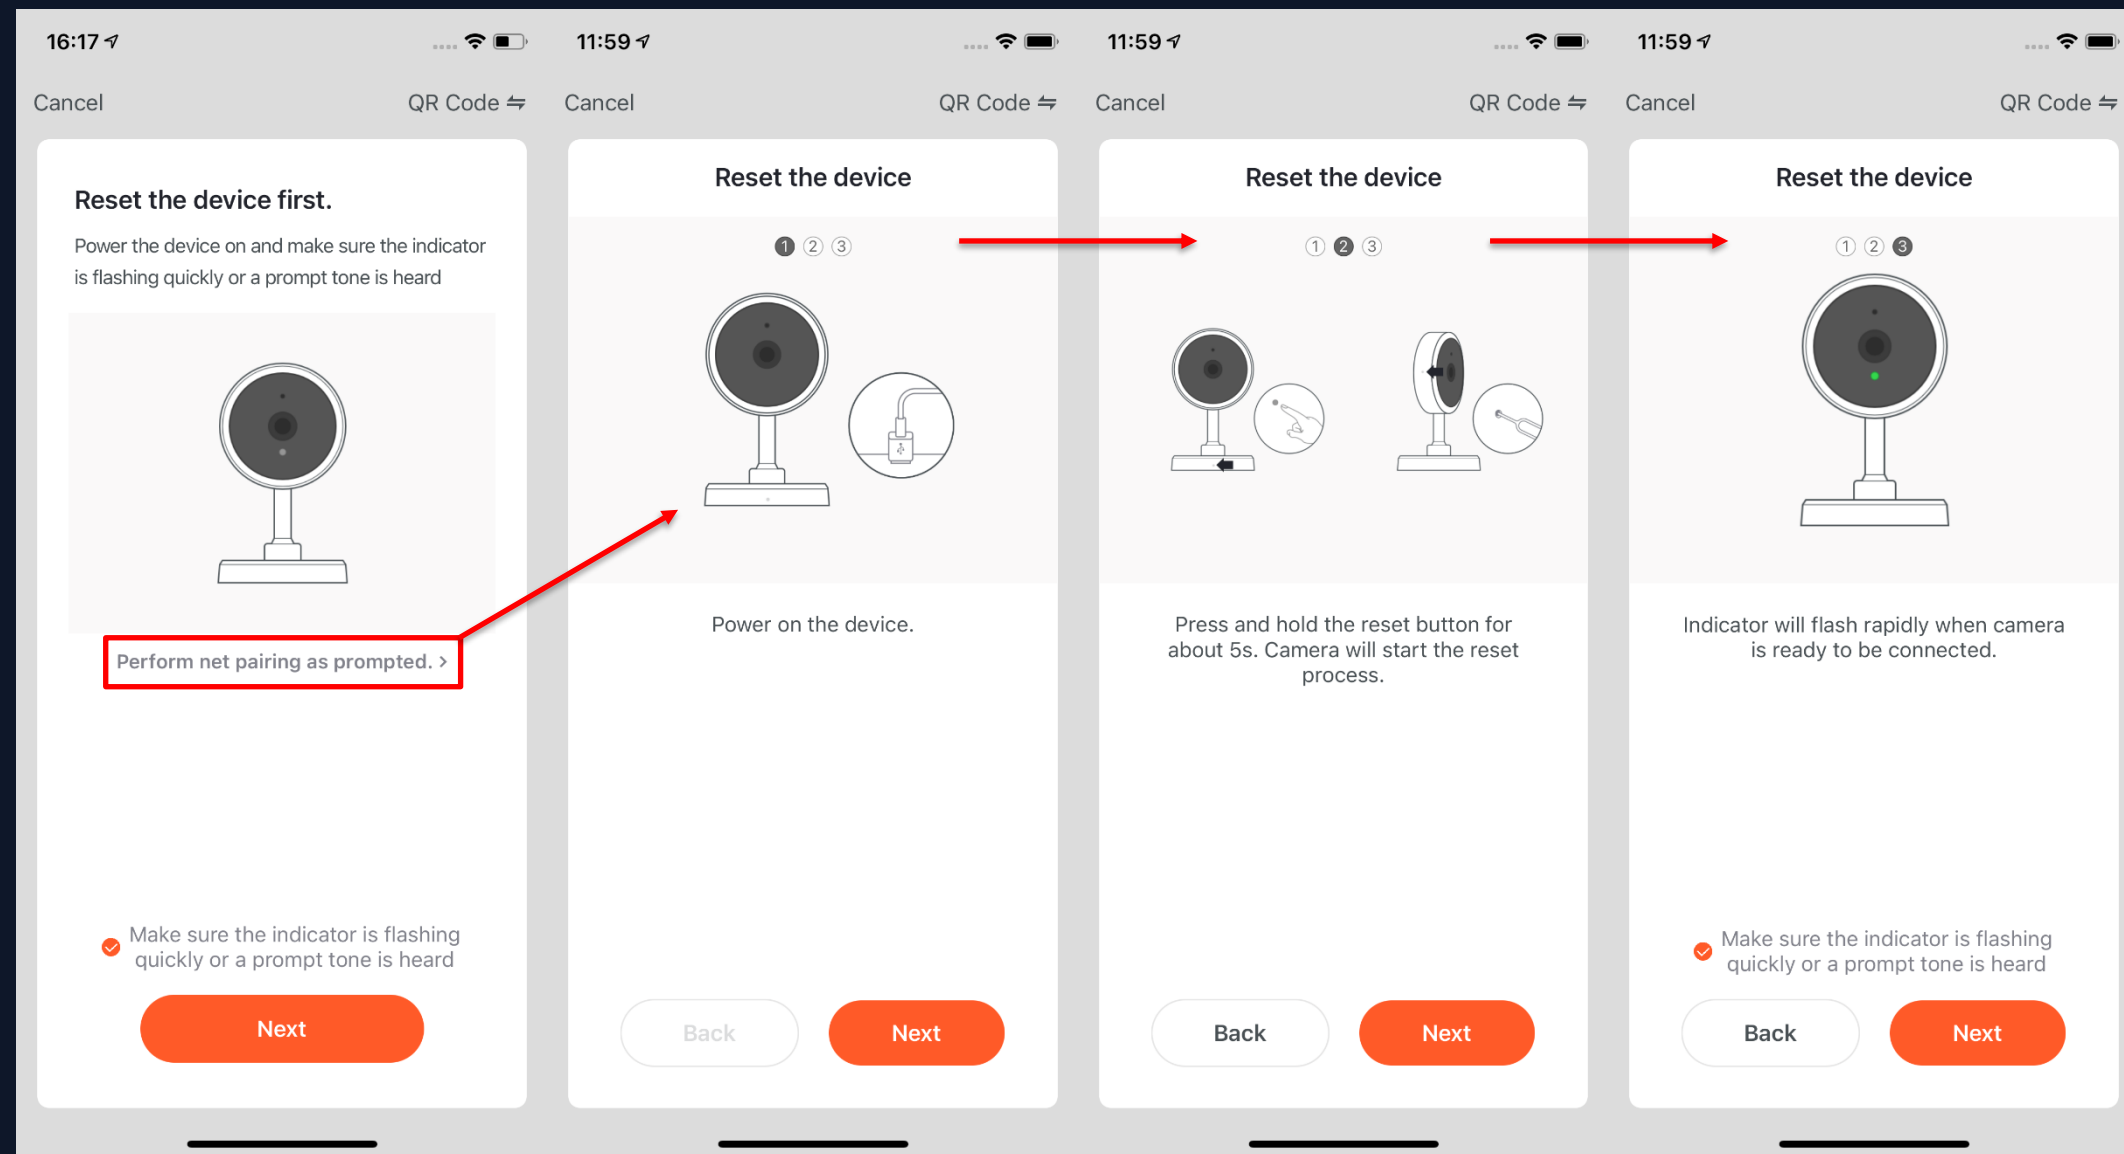 16:17
Cancel
QR Code
Reset the device first.
Power the device on and make sure the indicator
is flashing quickly or a prompt tone is heard
Perform net pairing as prompted. >
Make sure the indicator is flashing
quickly or a prompt tone is heard
Next
11:59
Cancel
QR Code
Reset the device
1 2 3
Power on the device.
Back
Next
11:59
Cancel
QR Code
Reset the device
1 2 3
Press and hold the reset button for
about 5s. Camera will start the reset
process.
Back
Next
11:59
Cancel
QR Code
Reset the device
1 2 3
Indicator will flash rapidly when camera
is ready to be connected.
Make sure the indicator is flashing
quickly or a prompt tone is heard
Back
Next